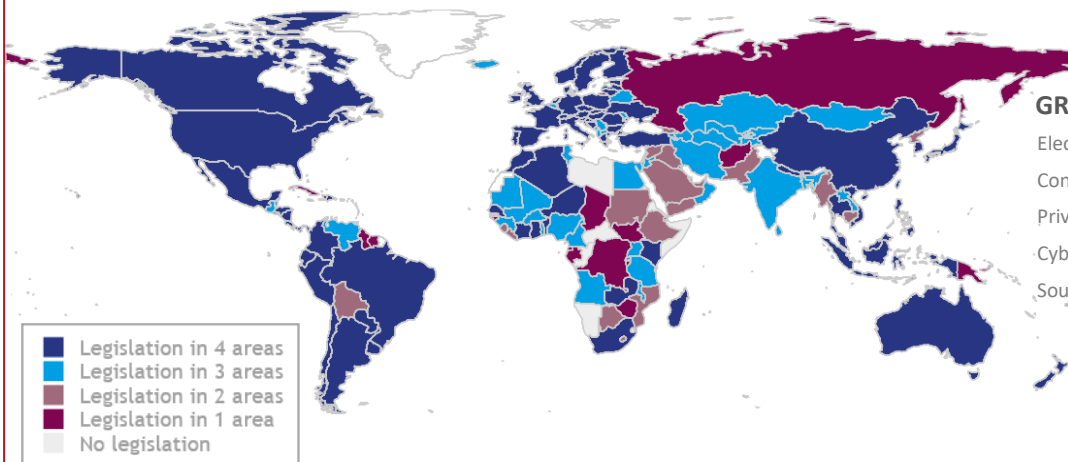 GR
Elec
Con
Priv
Cyb
Sou
Legislation in 4 areas
Legislation in 3 areas
Legislation in 2 areas
Legislation in 1 area
No legislation